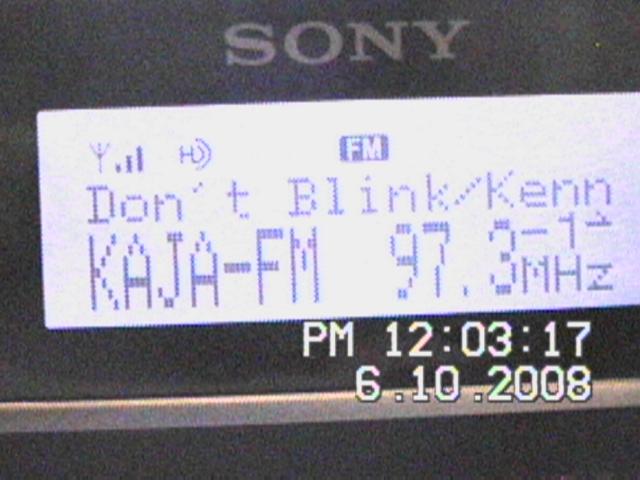 SONY
FM
Don't Blink/Kenn
KAJA-FM 97.3-1
MHz
PM 12:03:17
6.10.2008